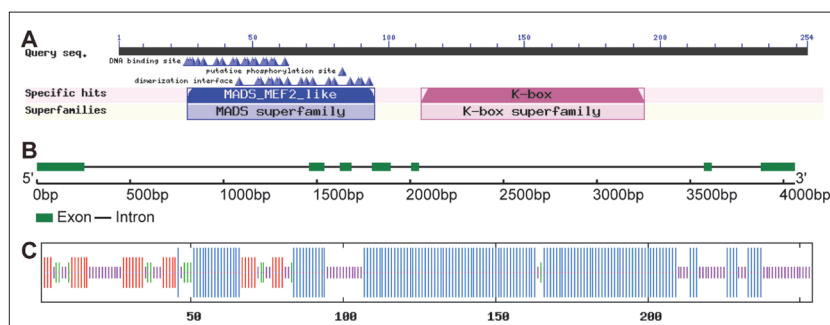 A
1 50 100 150 200 254
Query seq.
DNA binding site
putative phosphorylation site
dimerization interface
Specific hits MADS_MEF2_like K-box
Superfamilies MADS superfamily K-box superfamily
B
5' 3'
0bp 500bp 1000bp 1500bp 2000bp 2500bp 3000bp 3500bp 4000bp
Exon Intron
C
50 100 150 200